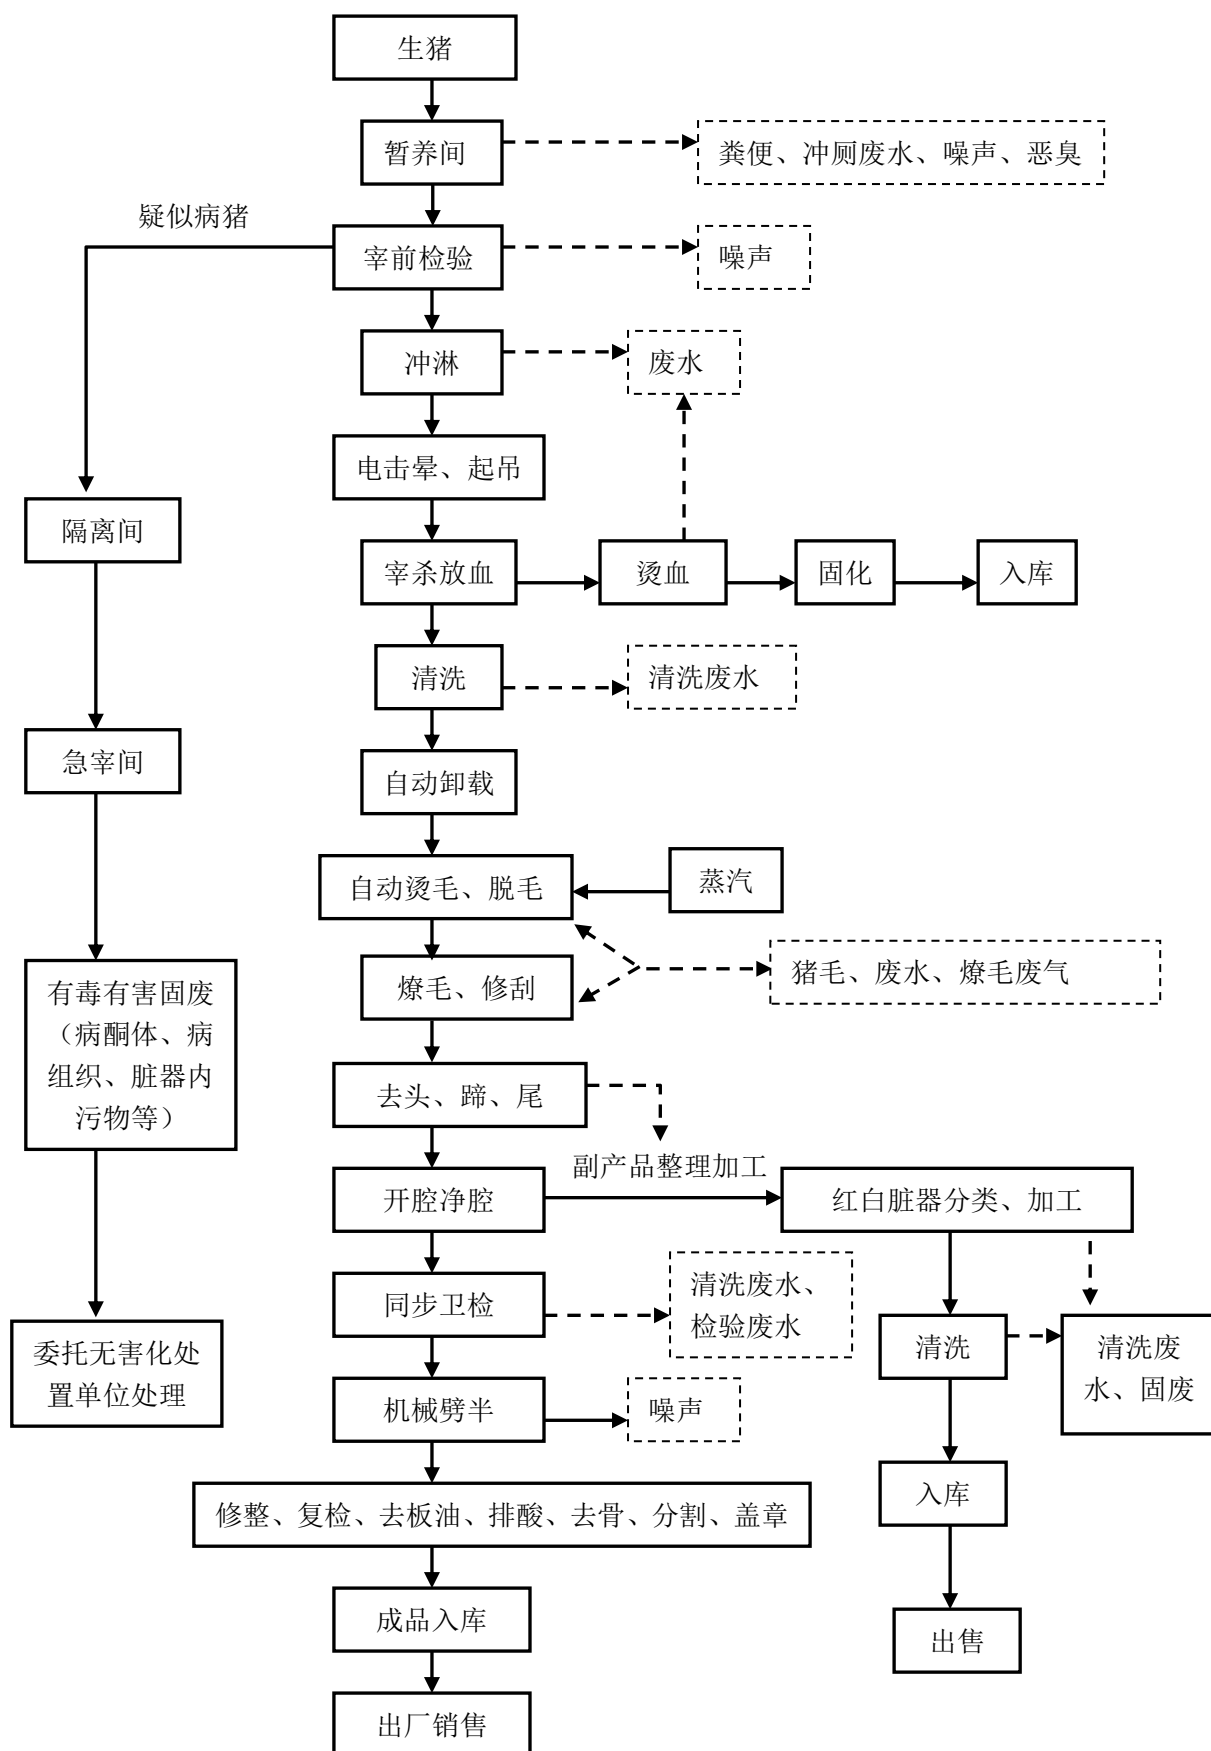 生猪
暂养间
粪便、冲厕废水、噪声、恶臭
疑似病猪
宰前检验
噪声
冲淋
废水
电击晕、起吊
隔离间
宰杀放血
烫血
固化
入库
清洗
清洗废水
急宰间
自动卸载
自动烫毛、脱毛
蒸汽
燎毛、修刮
猪毛、废水、燎毛废气
有毒有害固废
（病酮体、病
组织、脏器内
污物等）
去头、蹄、尾
副产品整理加工
开腔净腔
红白脏器分类、加工
同步卫检
清洗废水、
检验废水
清洗
清洗废
水、固废
委托无害化处
置单位处理
机械劈半
噪声
入库
修整、复检、去板油、排酸、去骨、分割、盖章
成品入库
出售
出厂销售